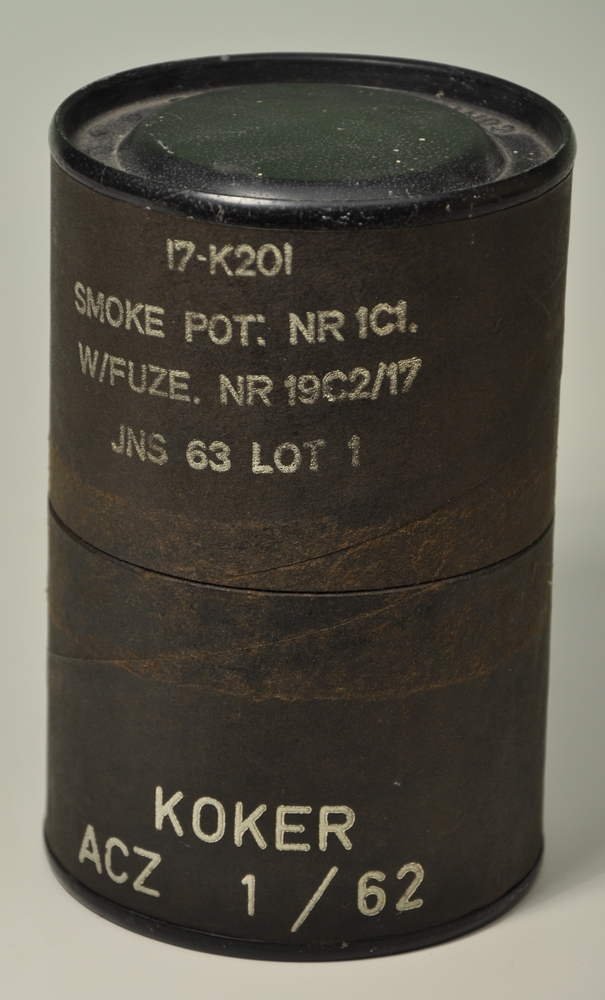 17-K201
SMOKE POT: NR 1C1.
W/FUZE. NR 19C2/17
JNS 63 LOT 1
KOKER
ACZ 1/62